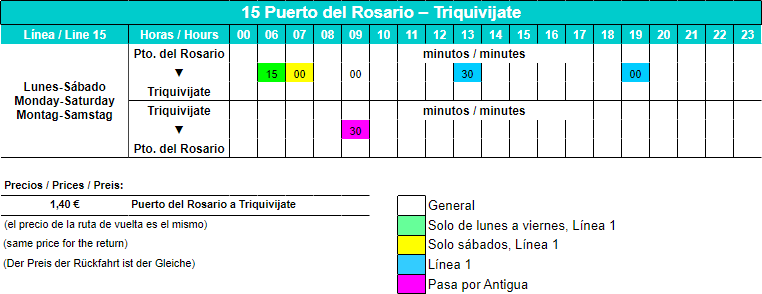 15 Puerto del Rosario – Triquivijate
Línea / Line 15 Horas / Hours 00 06 07 08 09 10 11 12 13 14 15 16 17 18 19 20 21 22 23
Pto. del Rosario minutos / minutes
▼ 15 00 00 30 00
Triquivijate
Lunes-Sábado
Monday-Saturday
Montag-Samstag
Triquivijate minutos / minutes
▼ 30
Pto. del Rosario
Precios / Prices / Preis:
1,40 € Puerto del Rosario a Triquivijate
(el precio de la ruta de vuelta es el mismo)
(same price for the return)
(Der Preis der Rückfahrt ist der Gleiche)
General
Solo de lunes a viernes, Línea 1
Solo sábados, Línea 1
Línea 1
Pasa por Antigua